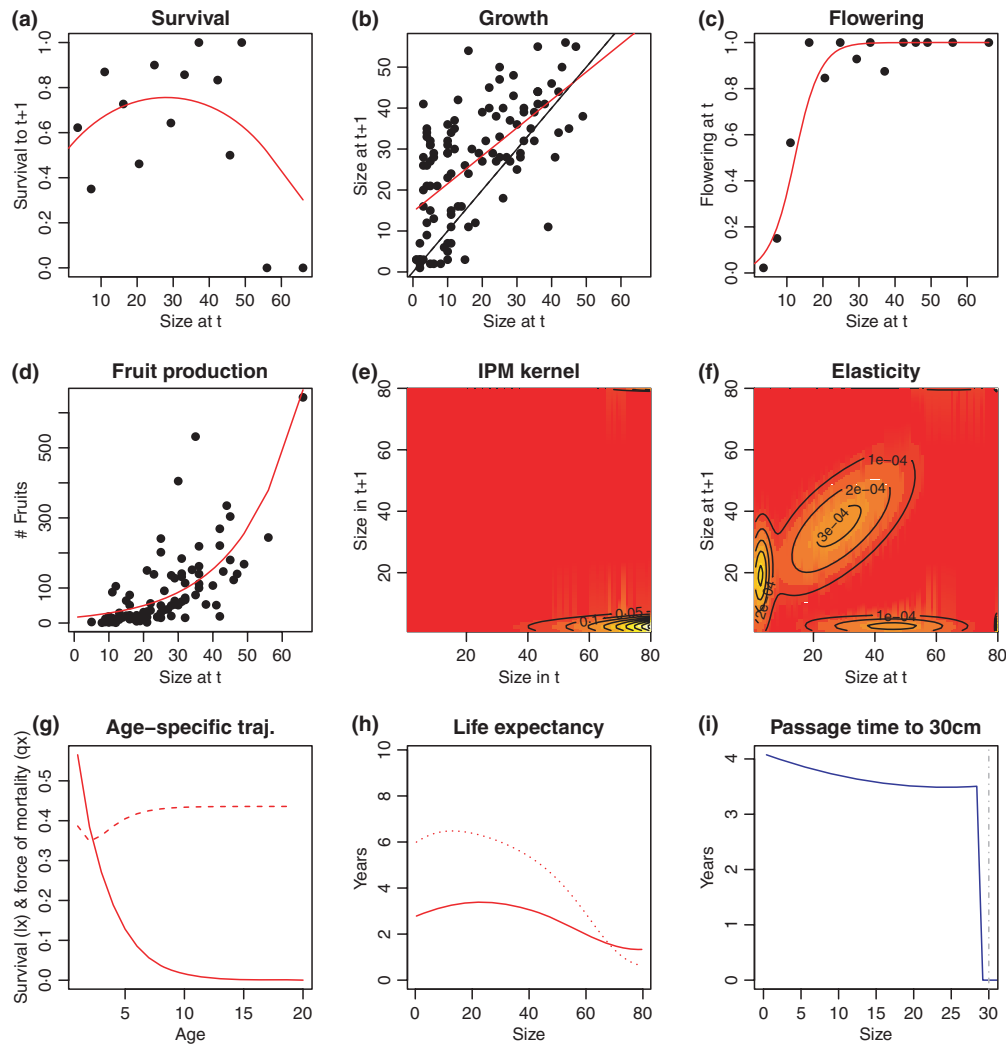 (a) Survival
Survival to t+1
0·0 0·2 0·4 0·6 0·8 1·0
10 20 30 40 50 60
Size at t
(b) Growth
Size at t+1
0 10 20 30 40 50
0 10 20 30 40 50 60
Size at t
(c) Flowering
Flowering at t
0·0 0·2 0·4 0·6 0·8 1·0
10 20 30 40 50 60
Size at t
(d) Fruit production
# Fruits
0 100 300 500
0 10 20 30 40 50 60
Size at t
(e) IPM kernel
Size in t+1
20 40 60 80
0.1 0.05
20 40 60 80
Size in t
(f) Elasticity
Size at t+1
20 40 60 80
1e−04
2e−04
3e−04
2e−04
1e−04
20 40 60 80
Size at t
(g) Age−specific traj.
Survival (lx) & force of mortality (qx)
0·0 0·1 0·2 0·3 0·4 0·5
5 10 15 20
Age
(h) Life expectancy
Years
0 2 4 6 8 10
0 20 40 60 80
Size
(i) Passage time to 30cm
Years
0 2 4
0 5 10 15 20 25 30
Size